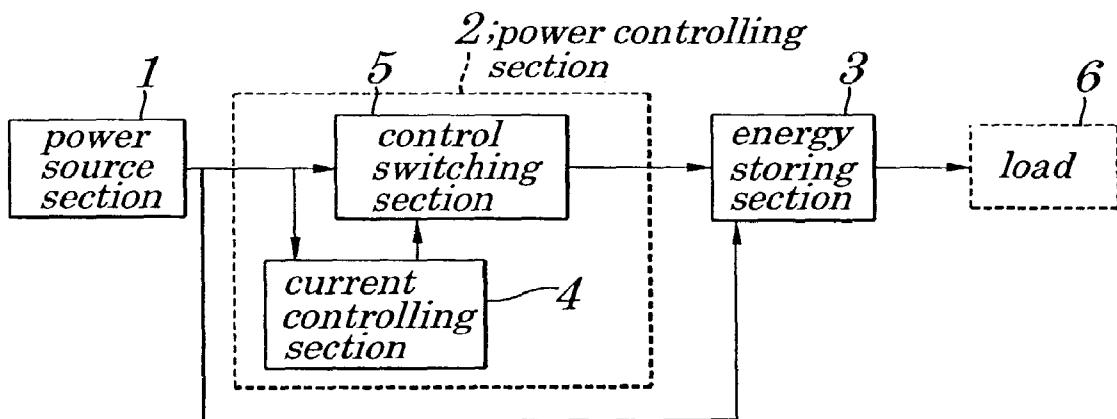 2;power controlling
section
1
5
3
6
power
source
section
control
switching
section
energy
storing
section
load
current
controlling
section
4